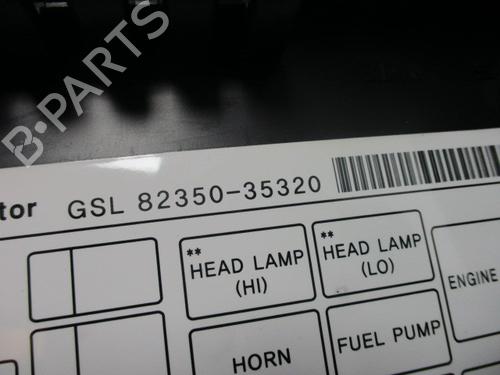 B-PARTS
tor GSL 82350-35320
**
HEAD LAMP
(HI)
**
HEAD LAMP
(LO)
ENGINE
HORN
FUEL PUMP